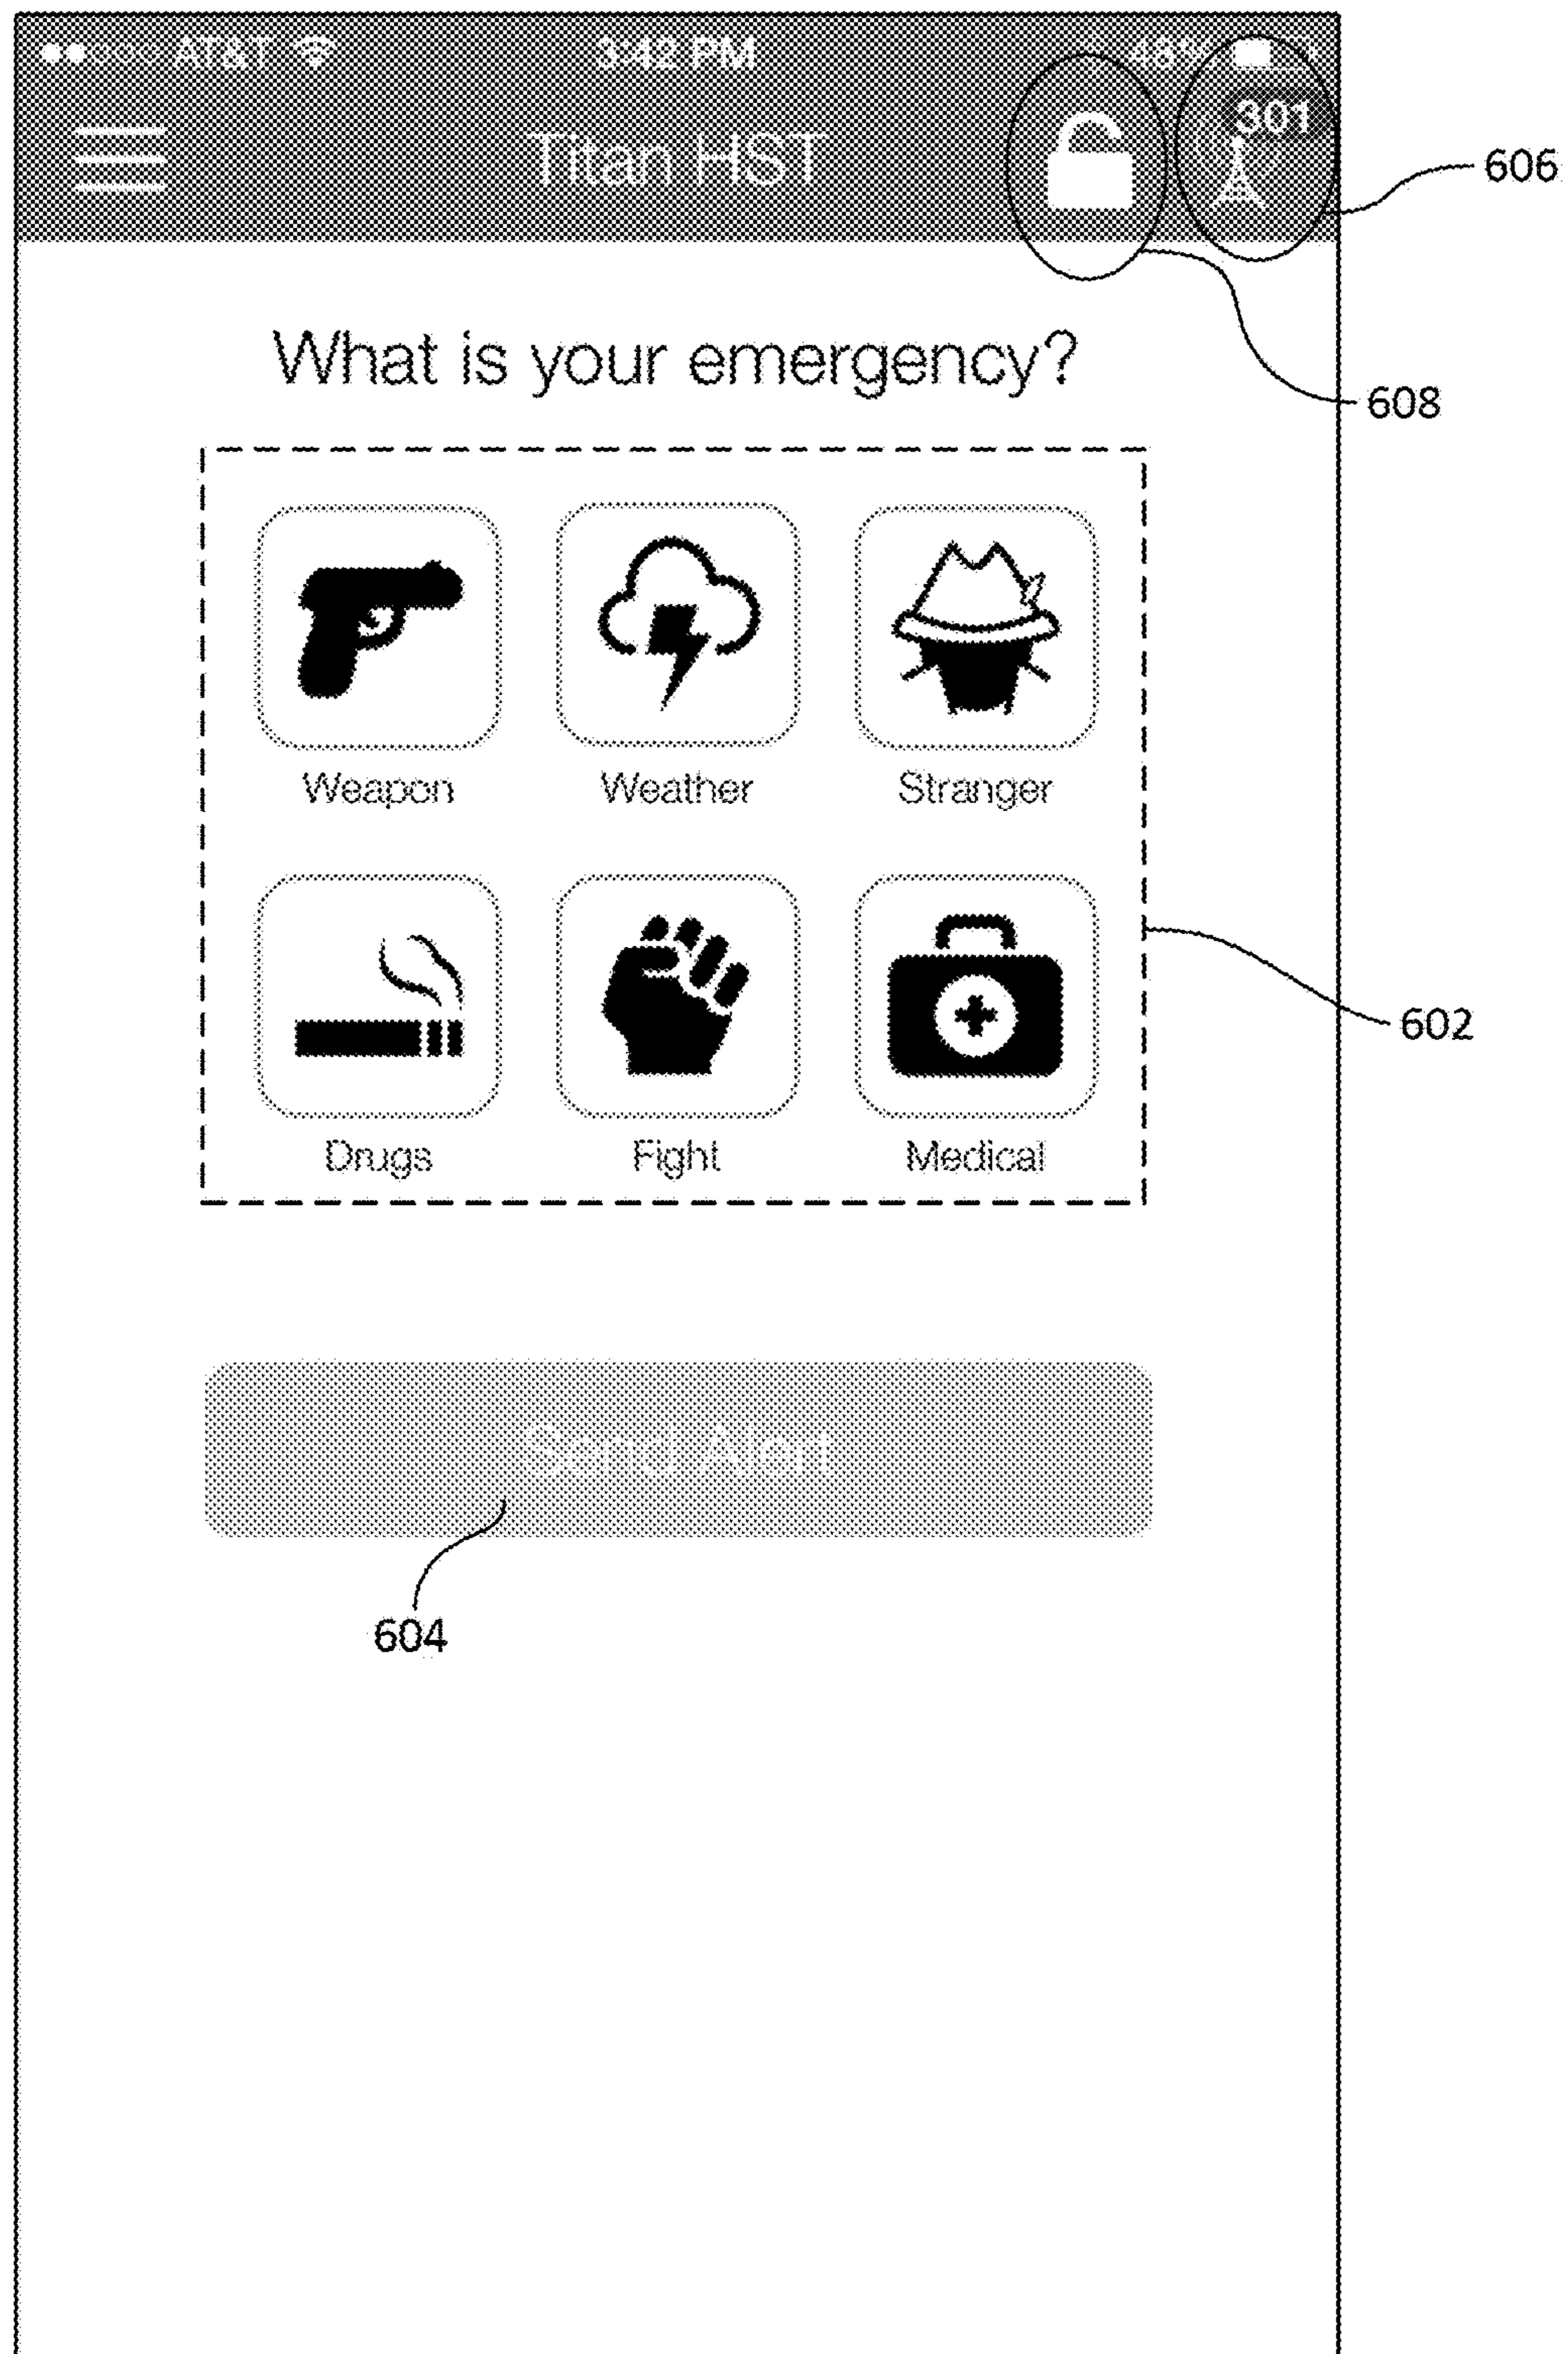 AT&T 3:42 PM 48%
301
Titan HST
606
What is your emergency?
608
Weapon Weather Stranger
602
Drugs Fight Medical
Send Alert
604